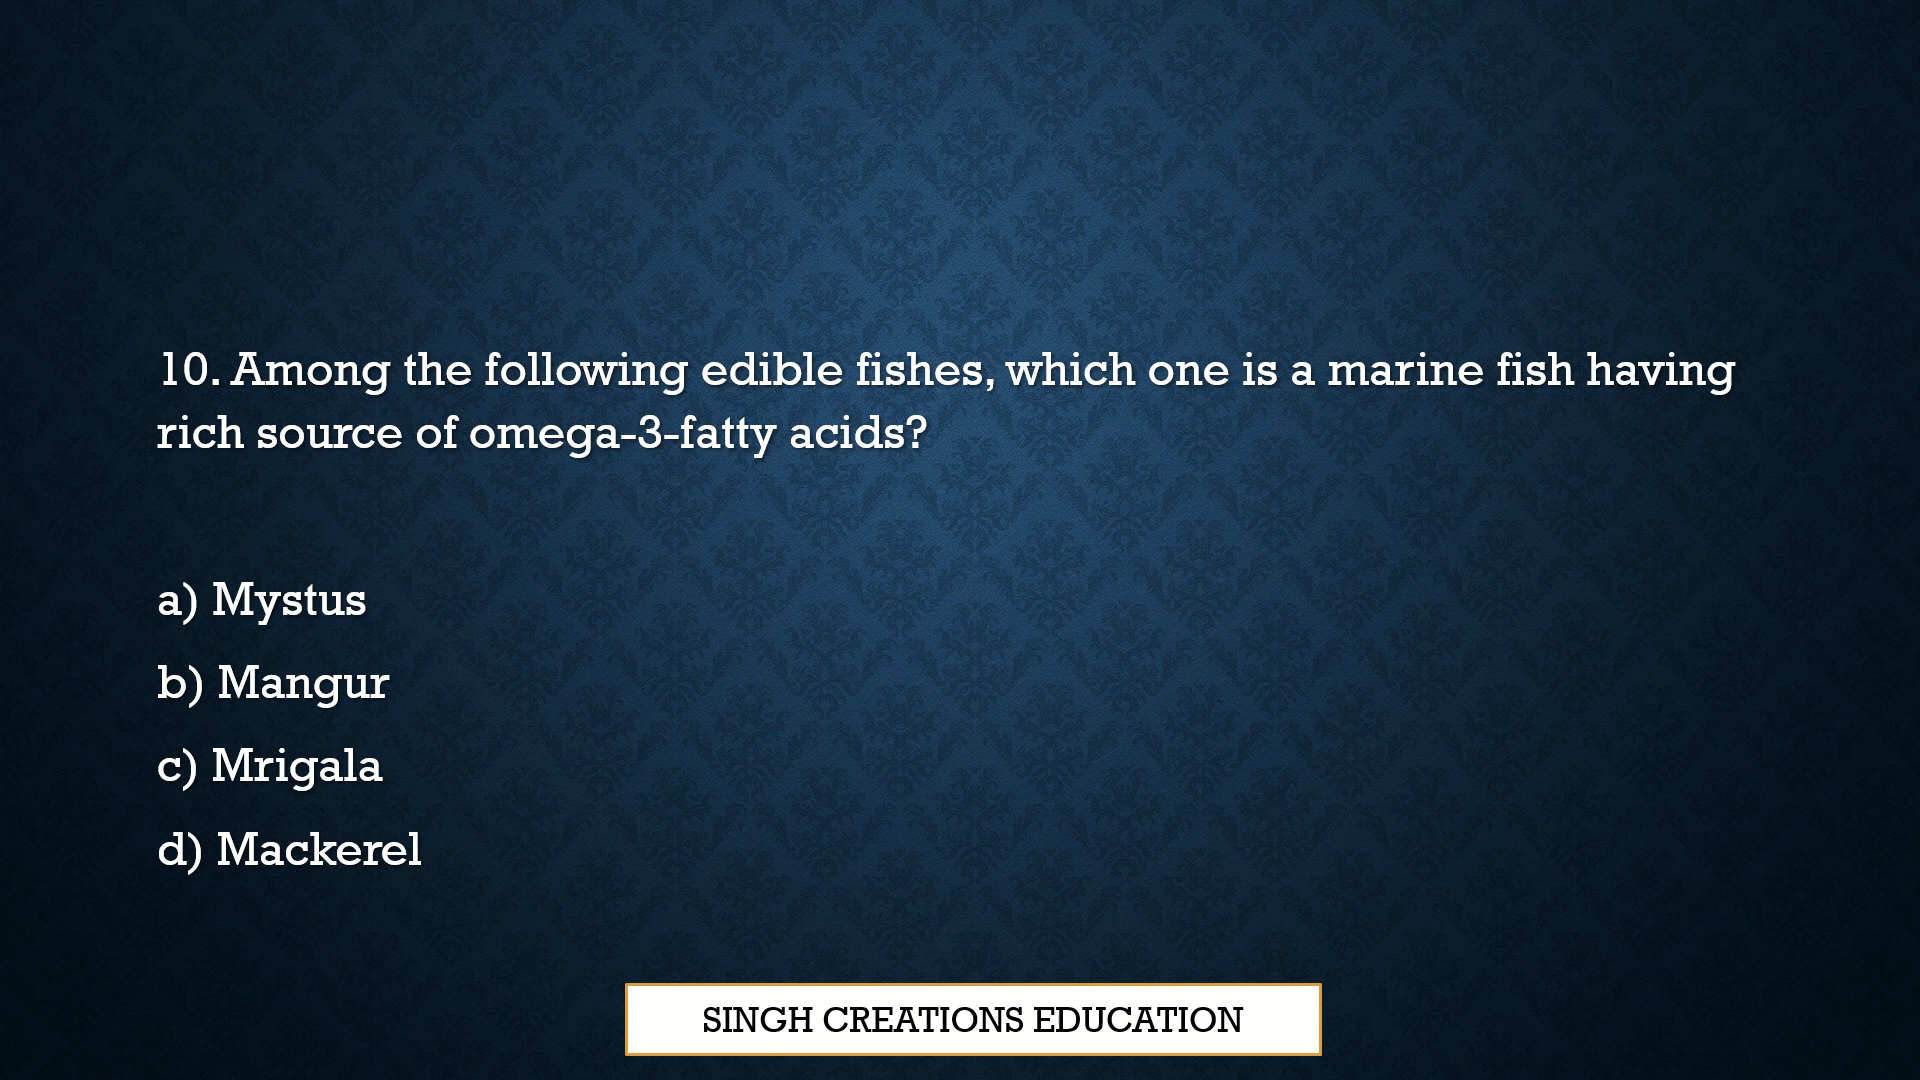 10. Among the following edible fishes, which one is a marine fish having
rich source of omega-3-fatty acids?
a) Mystus
b) Mangur
c) Mrigala
d) Mackerel
SINGH CREATIONS EDUCATION